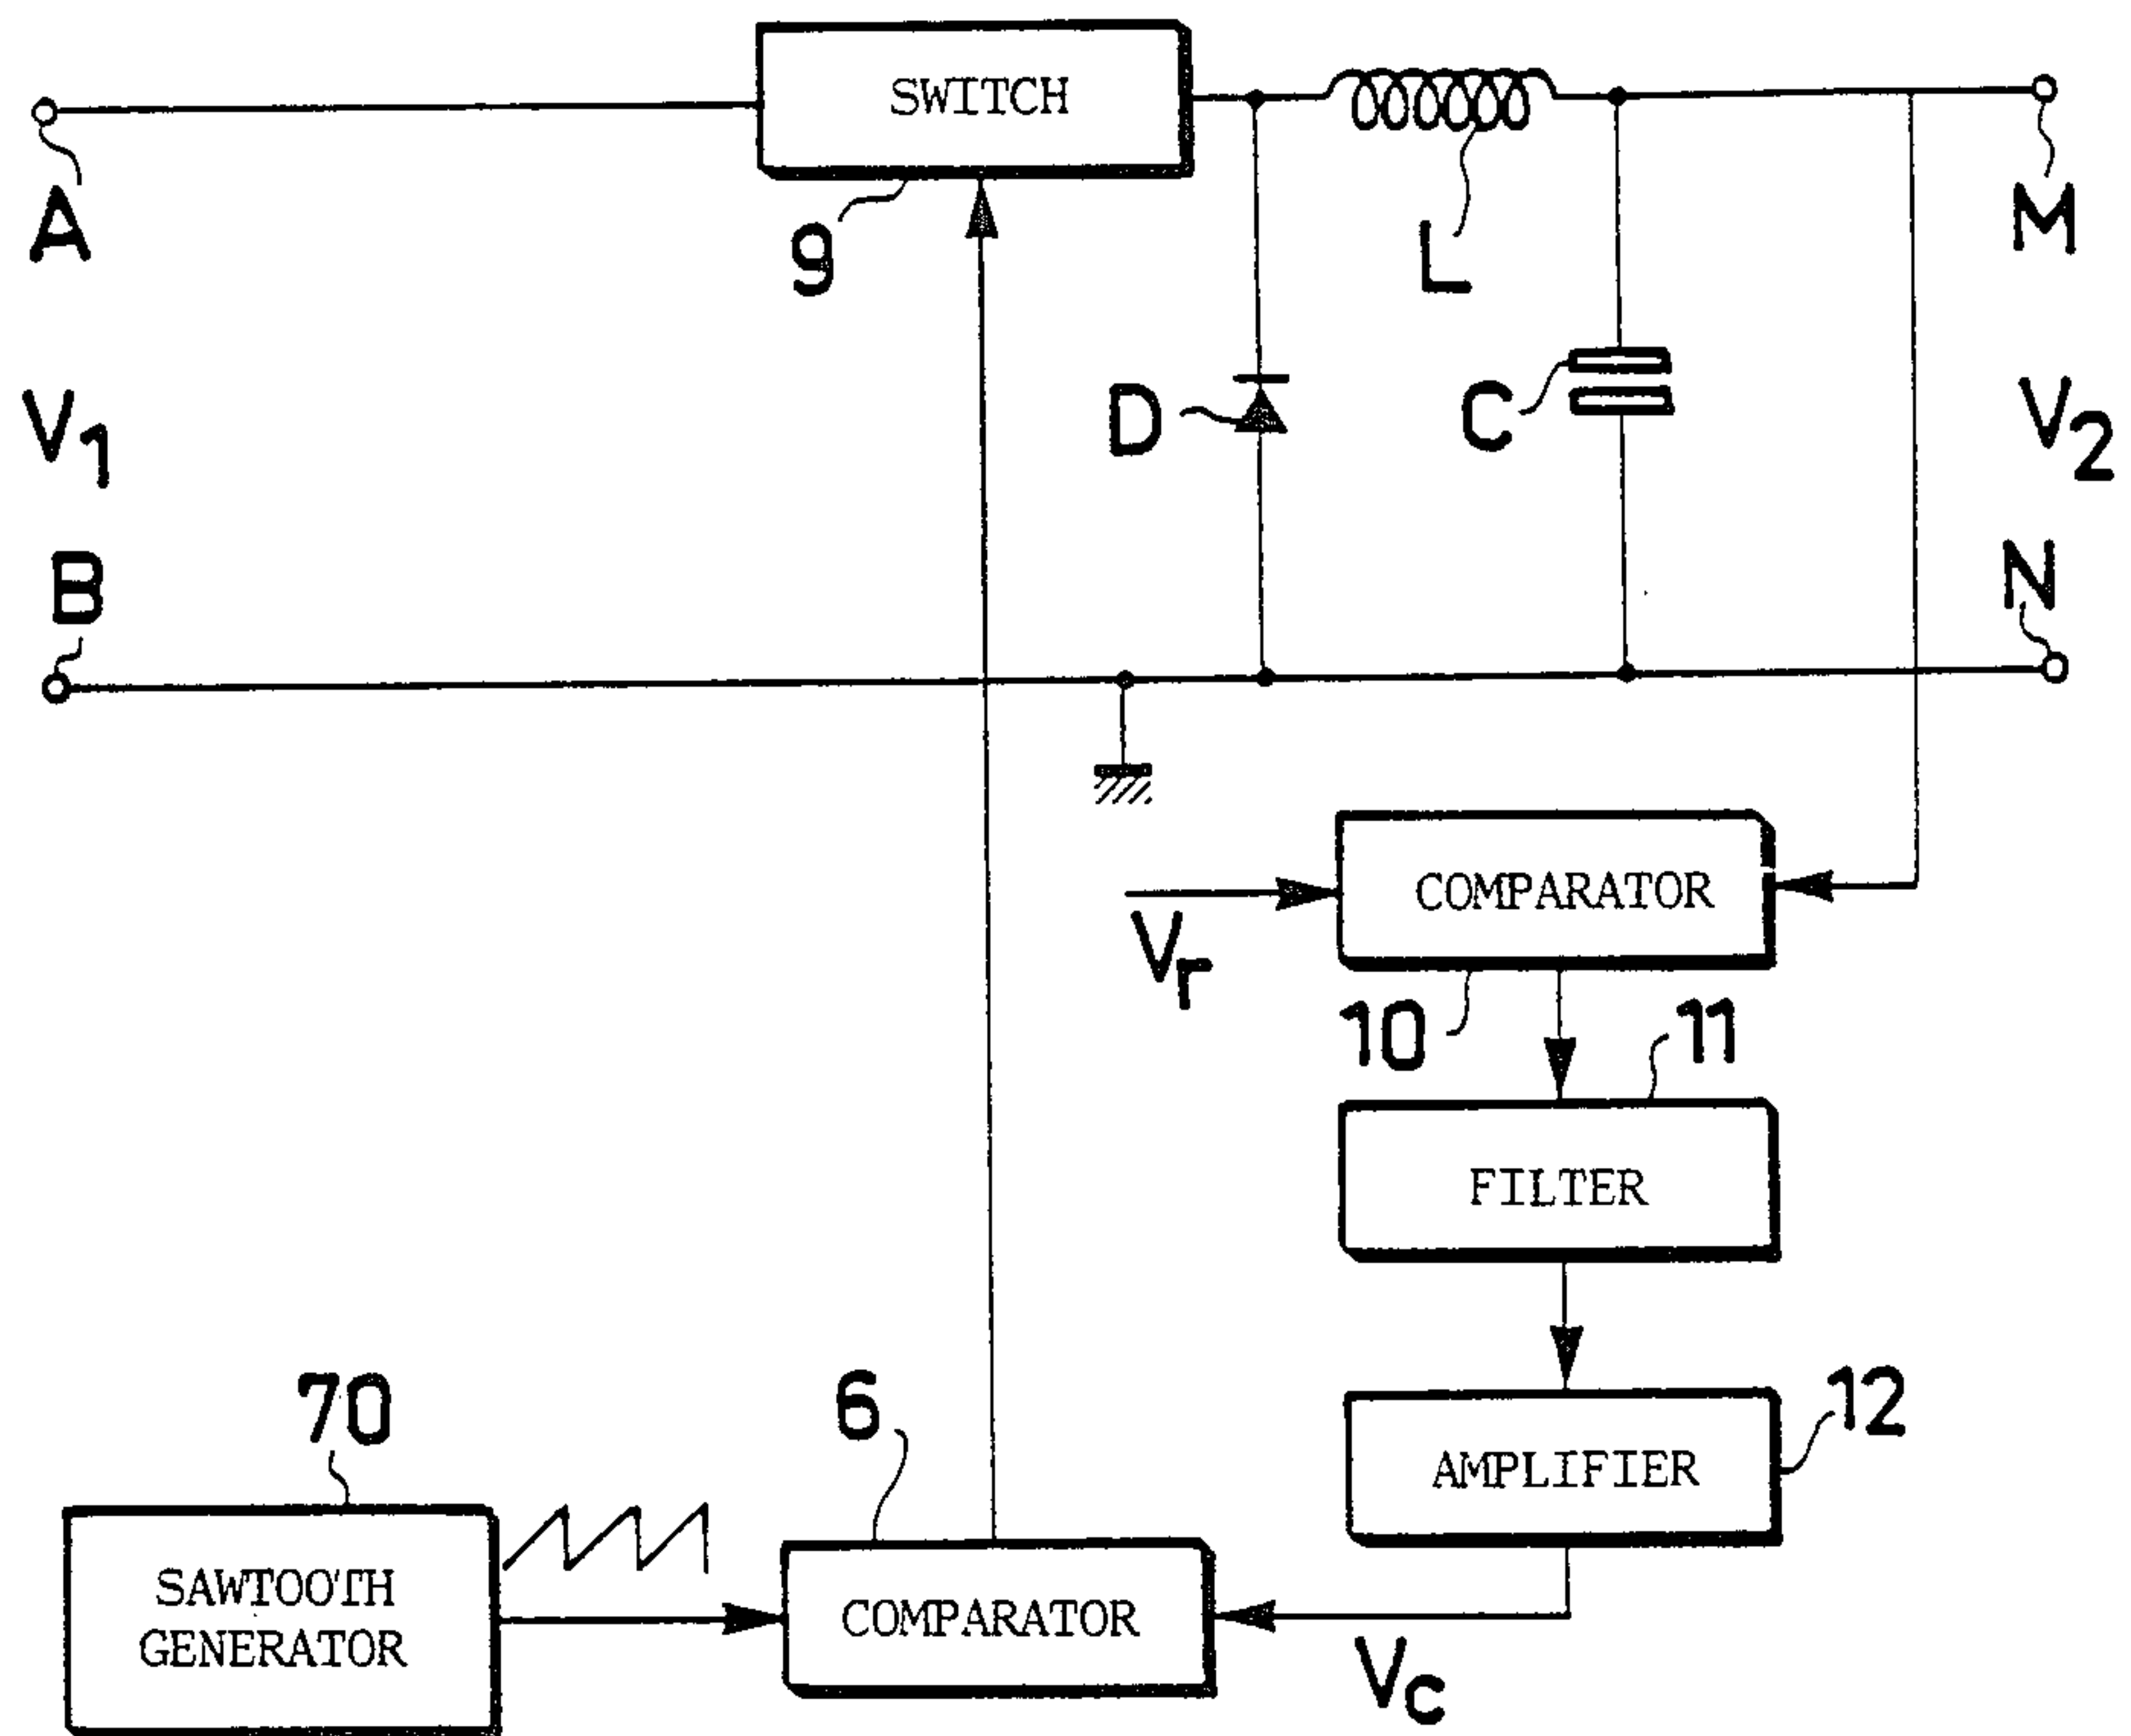 SWITCH
A
9
L
M
V1
D
C
V2
B
N
COMPARATOR
Vr
10
11
FILTER
70
6
12
AMPLIFIER
SAWTOOTH
GENERATOR
COMPARATOR
Vc